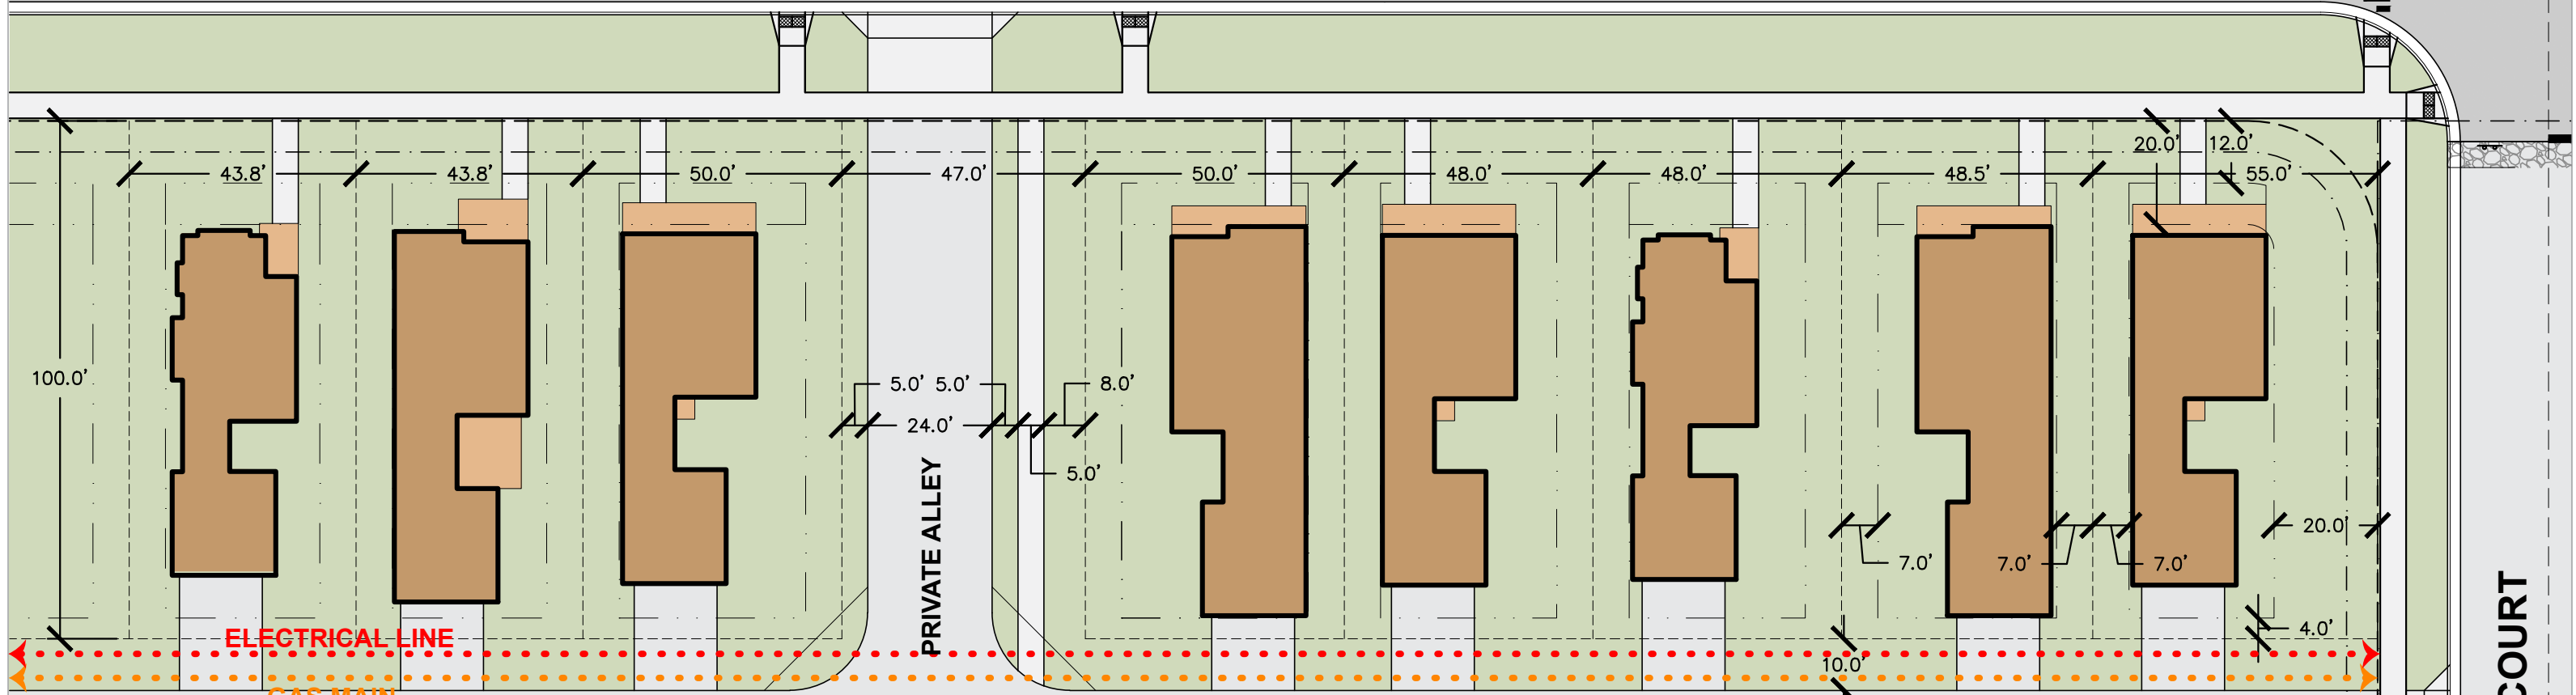 20.0' 12.0'
43.8' 43.8' 50.0' 47.0' 50.0' 48.0' 48.0' 48.5' 55.0'
100.0'
5.0' 5.0' 8.0'
24.0'
5.0'
PRIVATE ALLEY
20.0'
7.0' 7.0' 7.0'
4.0'
ELECTRICAL LINE
10.0'
GAS MAIN
COURT